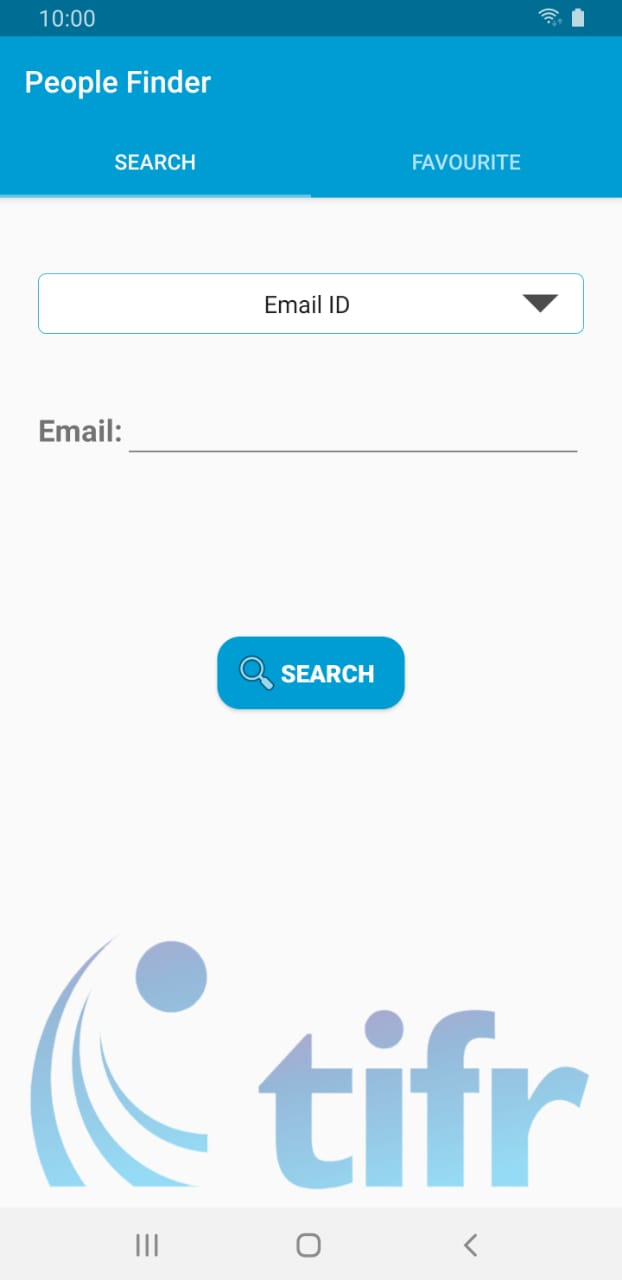 10:00
People Finder
SEARCH FAVOURITE
Email ID
Email:
SEARCH
tifr